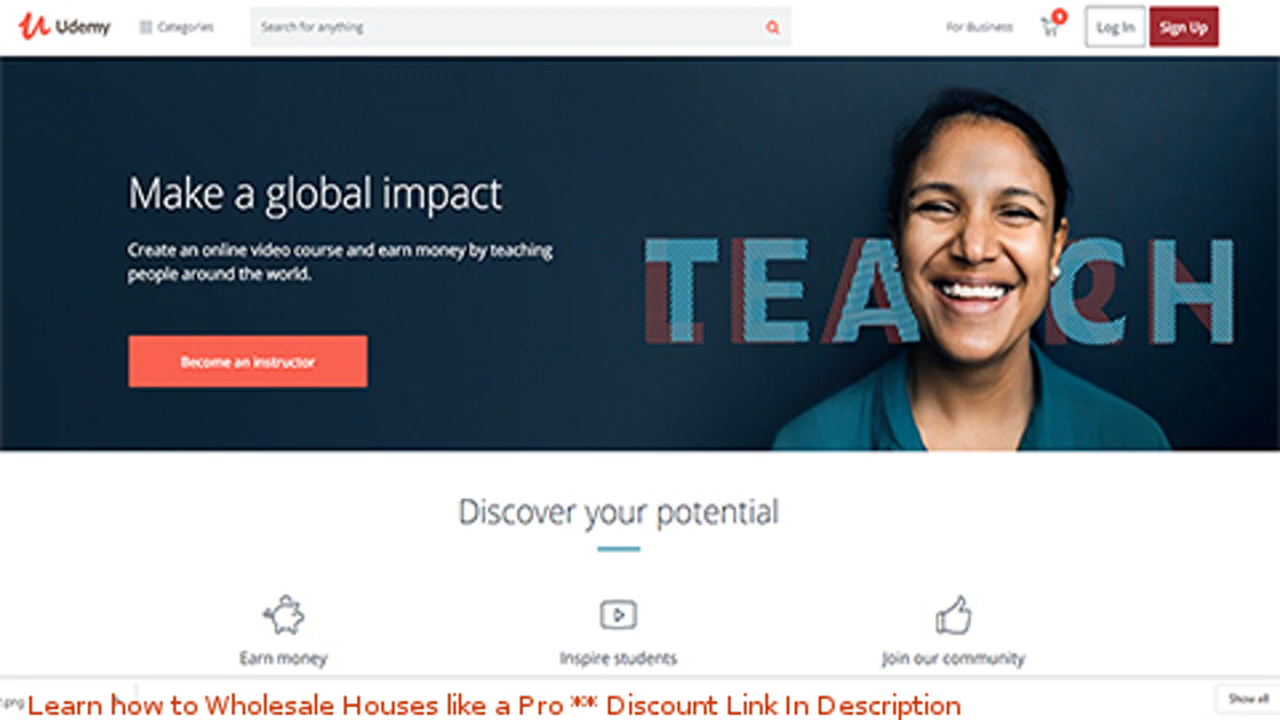 Udemy
Categories
Search for anything
For Business
Log In
Sign Up
Make a global impact
Create an online video course and earn money by teaching
people around the world.
TEACH
Become an instructor
Discover your potential
Earn money
Inspire students
Join our community
Show all
Learn how to Wholesale Houses like a Pro ** Discount Link In Description